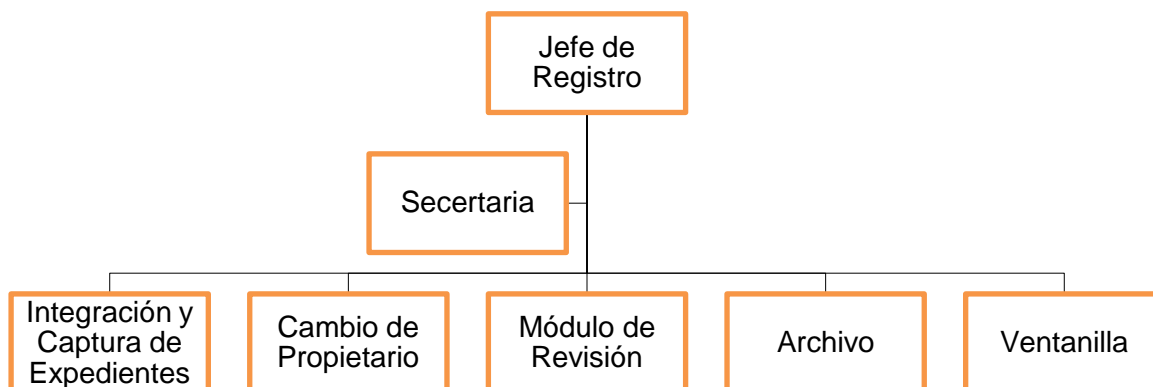 Jefe de
Registro
Secertaria
Integración y
Captura de
Expedientes
Cambio de
Propietario
Módulo de
Revisión
Archivo
Ventanilla